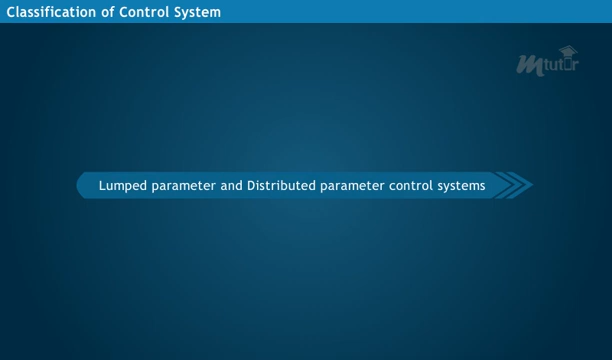 Classification of Control System
Mtutor
Lumped parameter and Distributed parameter control systems